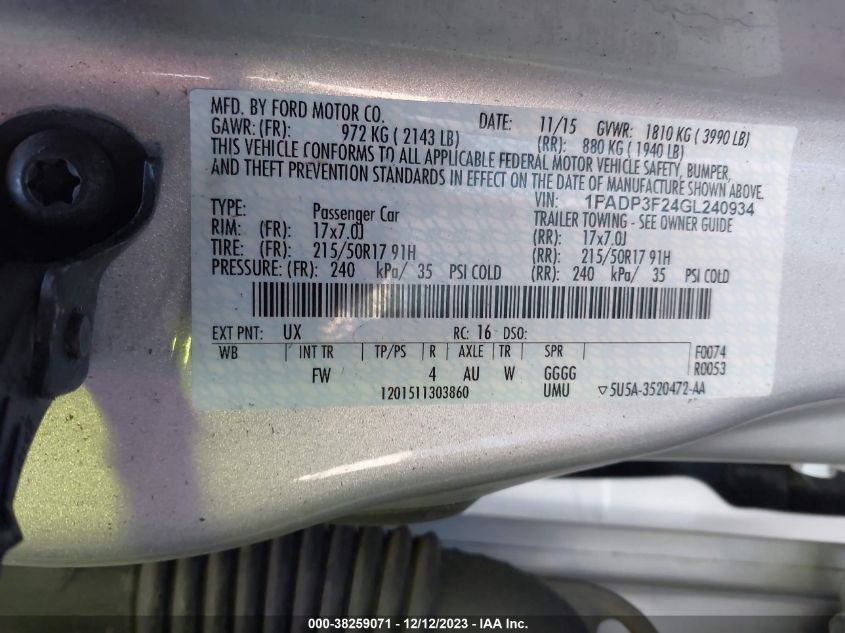 MFD. BY FORD MOTOR CO. DATE: 11/15 GVWR: 1810 KG ( 3990 LB)
GAWR: (FR): 972 KG ( 2143 LB) (RR): 880 KG ( 1940 LB)
THIS VEHICLE CONFORMS TO ALL APPLICABLE FEDERAL MOTOR VEHICLE SAFETY, BUMPER,
AND THEFT PREVENTION STANDARDS IN EFFECT ON THE DATE OF MANUFACTURE SHOWN ABOVE.
VIN: 1FADP3F24GL240934
TYPE: Passenger Car TRAILER TOWING - SEE OWNER GUIDE
RIM: (FR): 17x7.0J (RR): 17x7.0J
TIRE: (FR): 215/50R17 91H (RR): 215/50R17 91H
PRESSURE: (FR): 240 kPa/ 35 PSI COLD (RR): 240 kPa/ 35 PSI COLD
EXT PNT: UX RC: 16 DSO:
WB INT TR TP/PS R AXLE TR SPR F0074
FW 4 AU W GGGG R0053
1201511303860 UMU ▽5U5A-3520472-AA
000-38259071 - 12/12/2023 - IAA Inc.